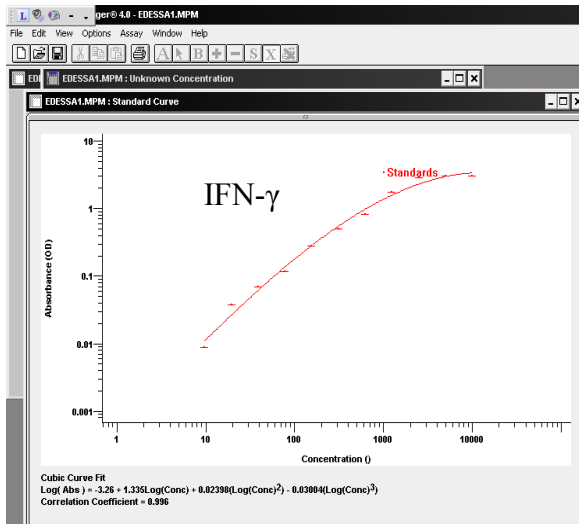 ger® 4.0 - EDESSA1.MPM
File Edit View Options Assay Window Help
A B + - S X
EDI EDESSA1.MPM : Unknown Concentration
EDESSA1.MPM : Standard Curve
IFN-γ
Standards
Absorbance (OD)
10
1
0.1
0.01
0.001
1 10 100 1000 10000
Concentration ()
Cubic Curve Fit
Log( Abs ) = -3.26 + 1.335Log(Conc) + 0.02398(Log(Conc)²) - 0.03004(Log(Conc)³)
Correlation Coefficient = 0.996